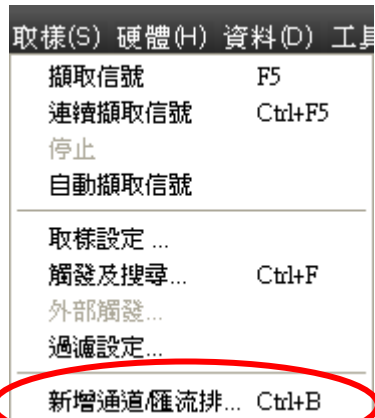 取樣(S) 硬體(H) 資料(D) 工具
擷取信號 F5
連續擷取信號 Ctrl+F5
停止
自動擷取信號
取樣設定 ...
觸發及搜尋... Ctrl+F
外部觸發...
過濾設定...
新增通道/匯流排... Ctrl+B